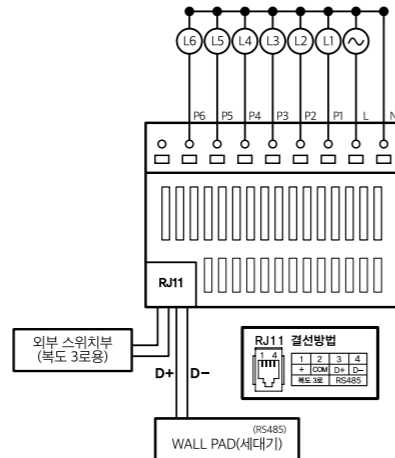 L6 L5 L4 L3 L2 L1
P6 P5 P4 P3 P2 P1 L N
RJ11
외부 스위치부
(복도 3로용)
D+ D−
RJ11 결선방법
1 4
1 2 3 4
+ COM D+ D−
복도 3로 RS485
(RS485)
WALL PAD(세대기)